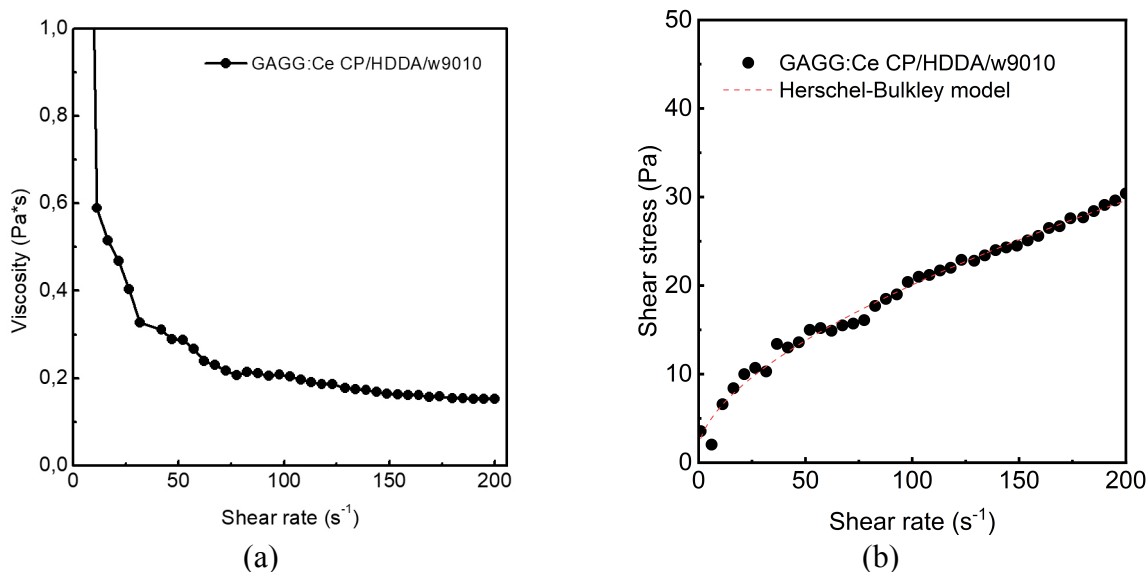 1,0
0,8
0,6
0,4
0,2
0,0
Viscosity (Pa*s)
GAGG:Ce CP/HDDA/w9010
0
50
100
150
200
Shear rate (s⁻¹)
(a)
50
40
30
20
10
0
Shear stress (Pa)
GAGG:Ce CP/HDDA/w9010
Herschel-Bulkley model
0
50
100
150
200
Shear rate (s⁻¹)
(b)